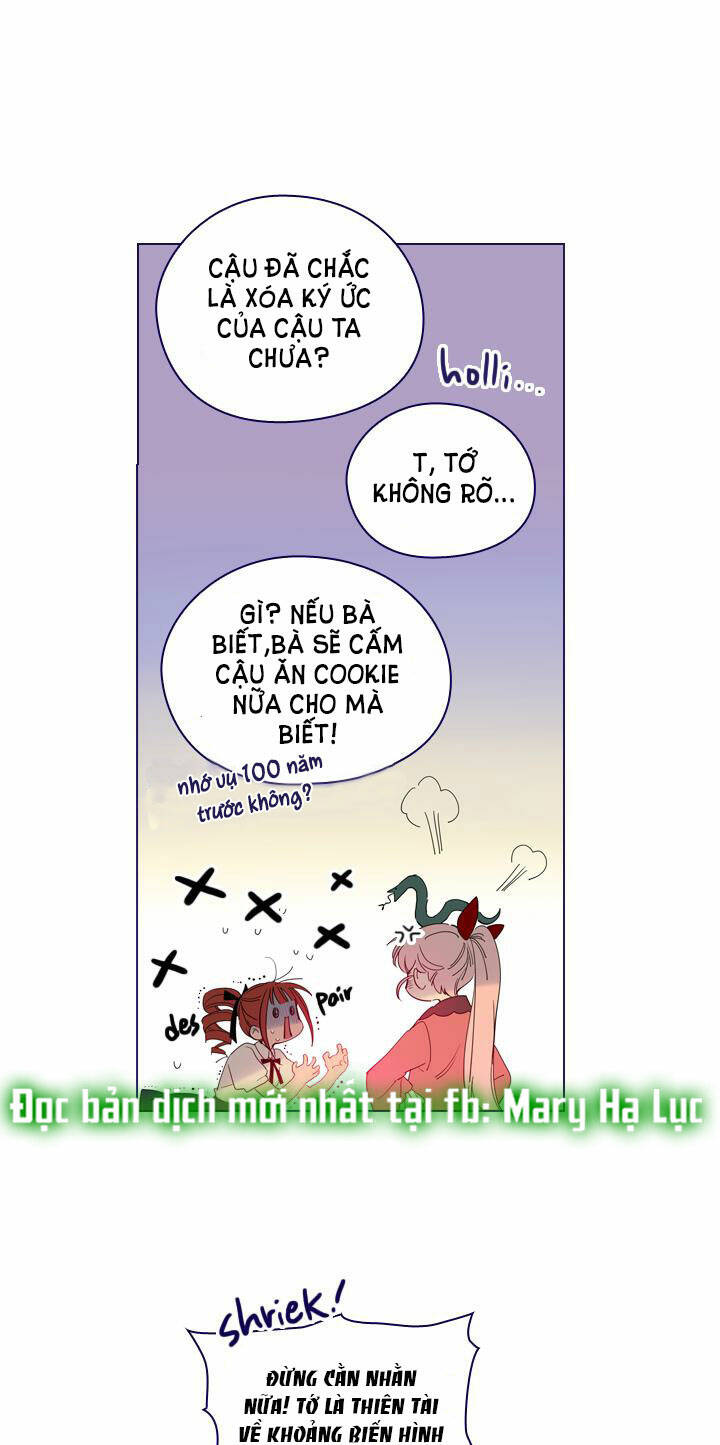 CẬU ĐÃ CHẮC
LÀ XÓA KÝ ỨC
CỦA CẬU TA
CHƯA?
holli...
T, TỚ
KHÔNG RÕ...
GÌ? NẾU BÀ
BIẾT,BÀ SẼ CẤM
CẬU ĂN COOKIE
NỮA CHO MÀ
BIẾT!
nhớ vụ 100 năm
trước không?
des pair
Đọc bản dịch mới nhất tại fb: Mary Hạ Lục
shriek!
ĐỪNG CẰN NHẰN
NỮA! TỚ LÀ THIÊN TÀI
VỀ KHOẢNG BIẾN HÌNH